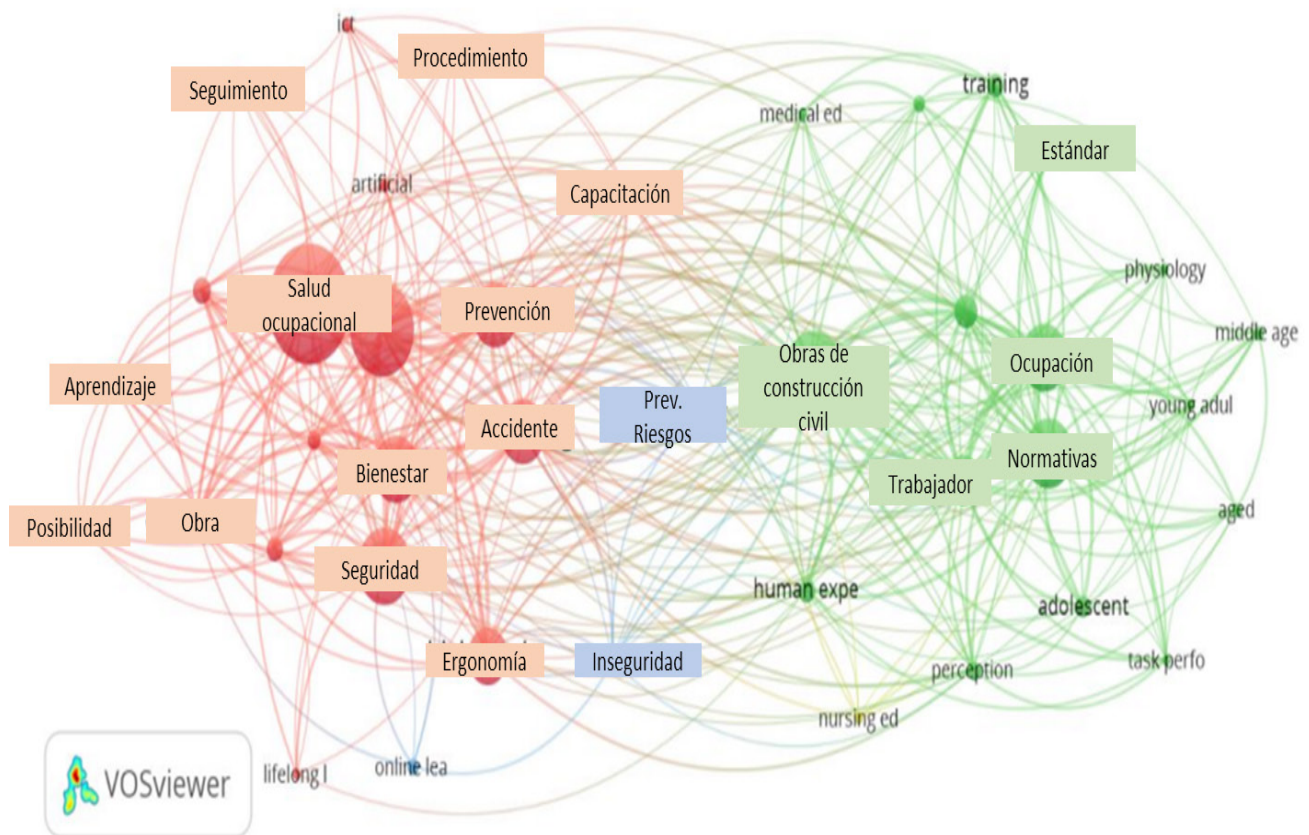 ict
Procedimiento
Seguimiento
training
medical ed
Estándar
artificial
Capacitación
physiology
Salud
ocupacional
Prevención
middle age
Obras de
construcción
civil
Ocupación
Aprendizaje
Prev.
Riesgos
young adul
Accidente
Bienestar
Normativas
Trabajador
Posibilidad
Obra
aged
Seguridad
human expe
adolescent
Ergonomía
Inseguridad
perception
task perfo
nursing ed
lifelong l
online lea
VOSviewer